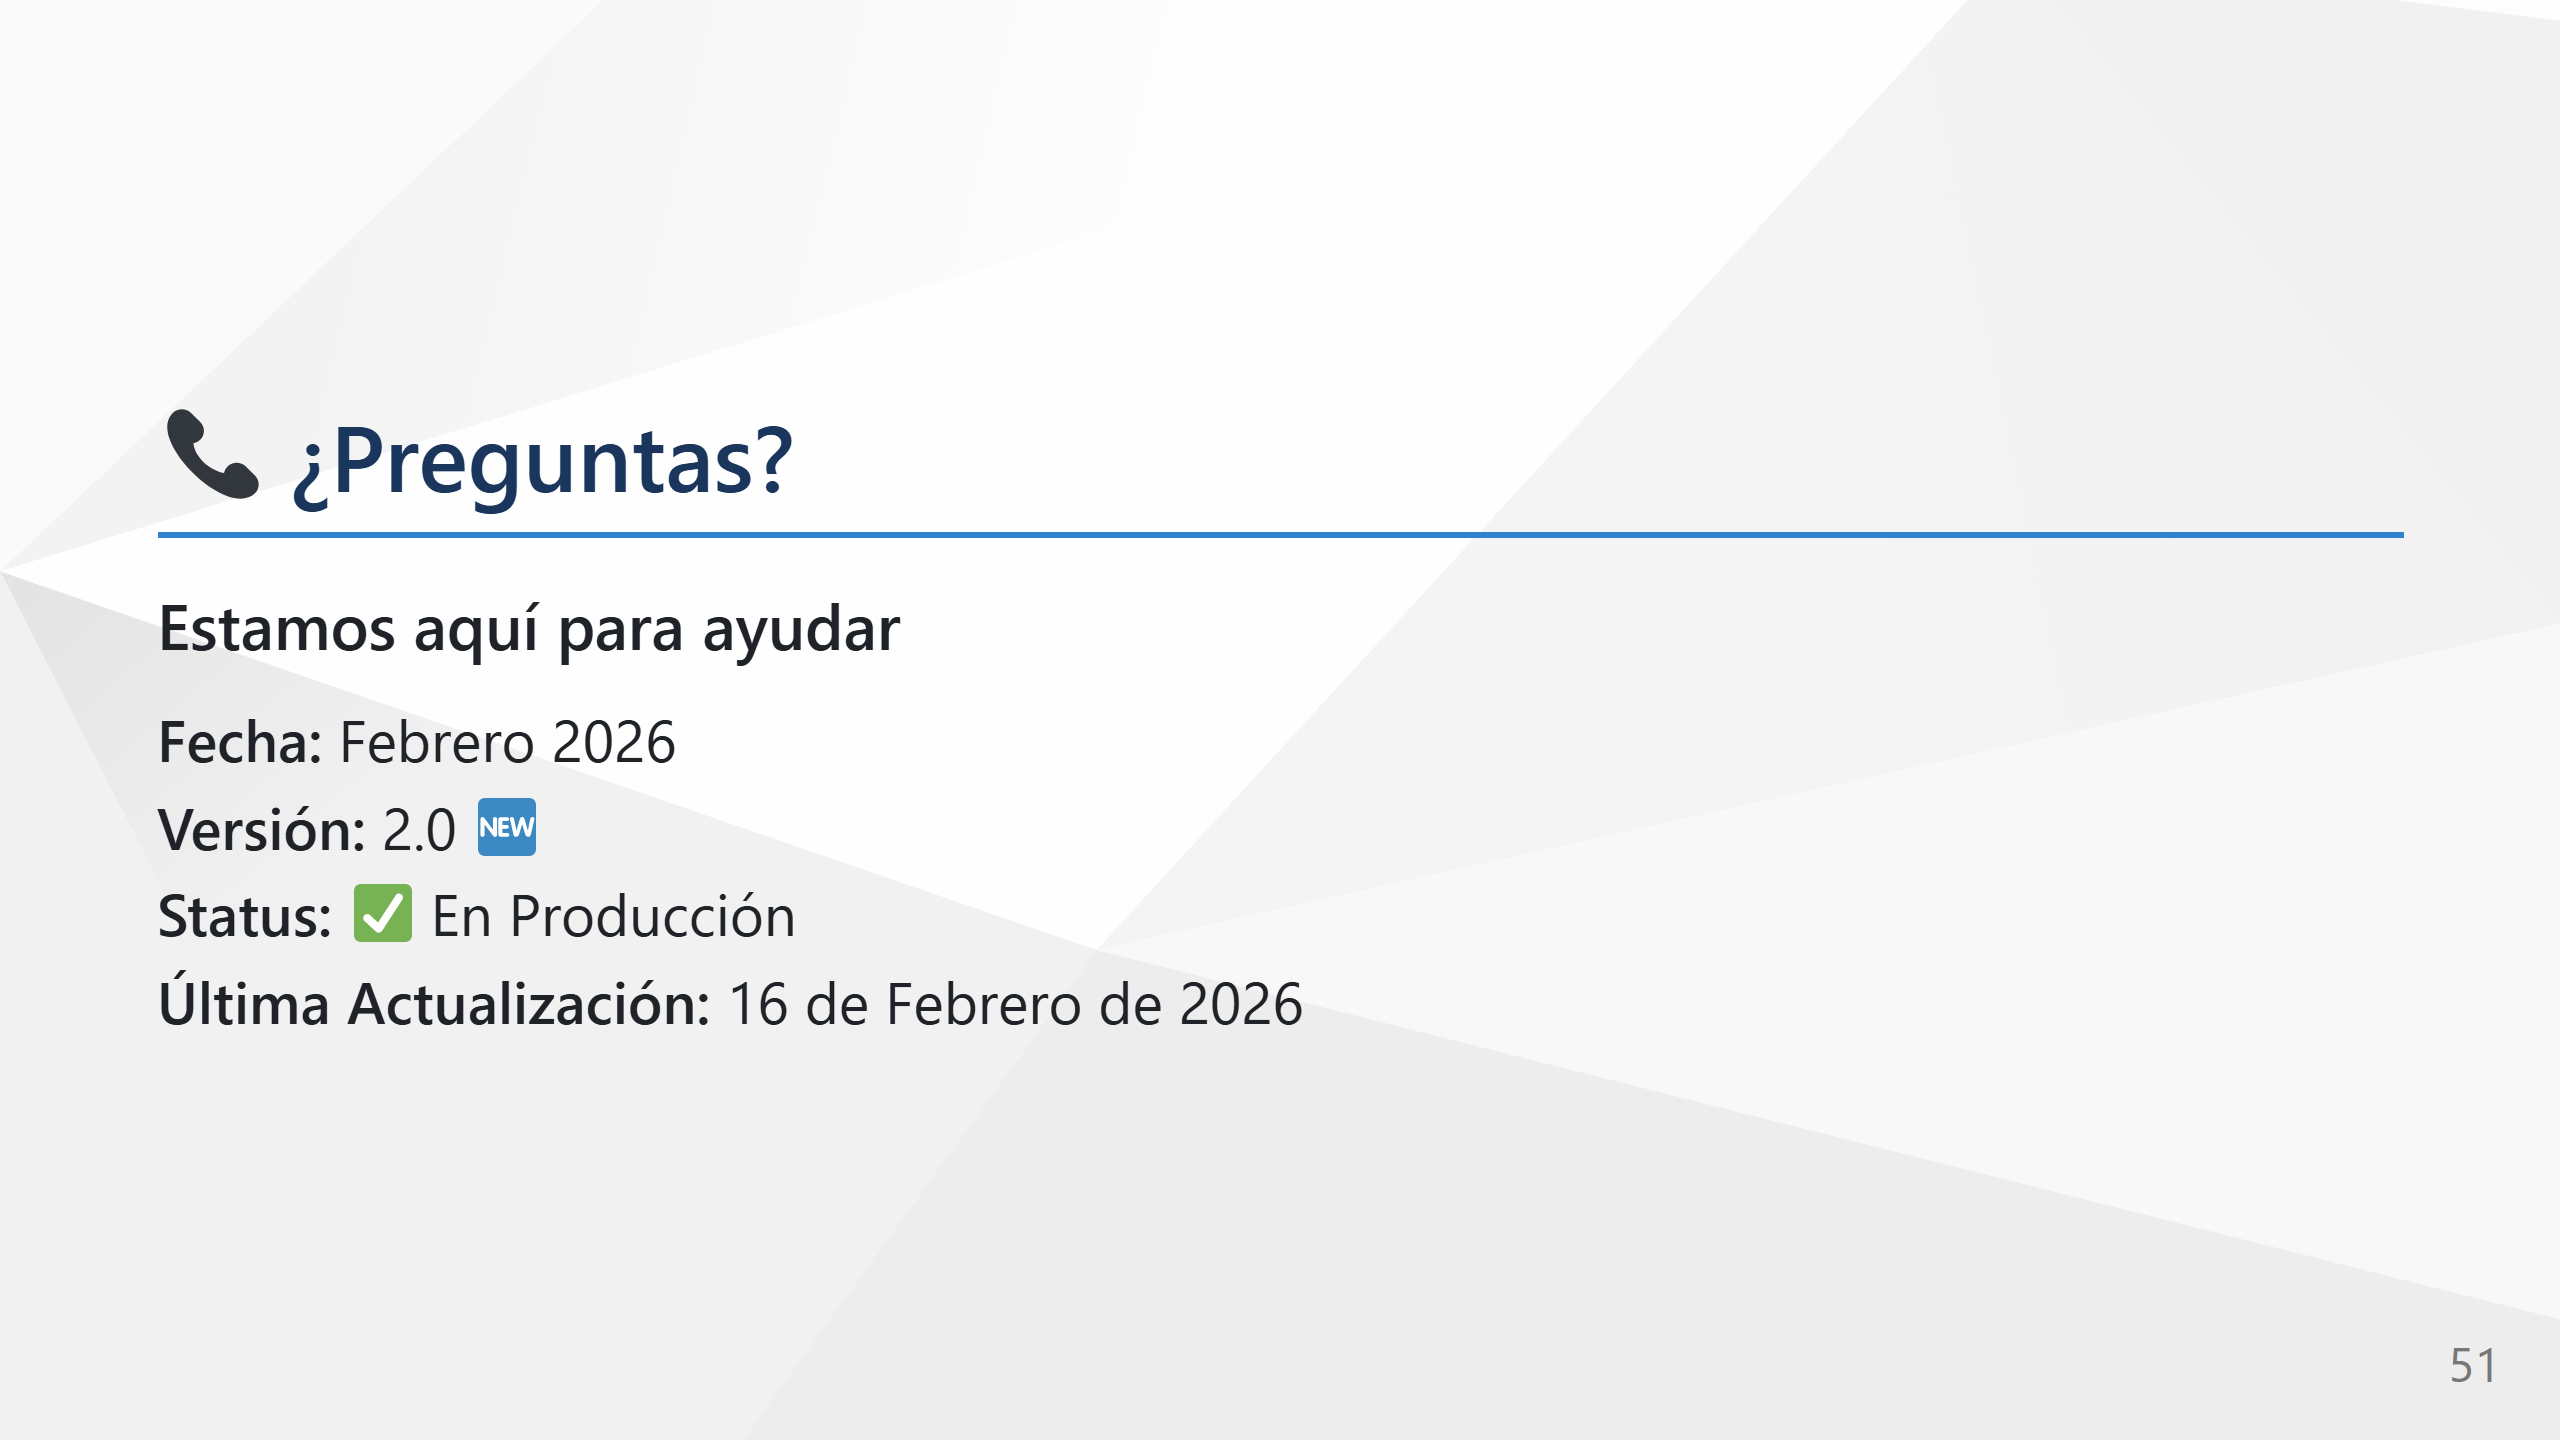 📞 ¿Preguntas?
Estamos aquí para ayudar
Fecha: Febrero 2026
Versión: 2.0 🆕
Status: ✅ En Producción
Última Actualización: 16 de Febrero de 2026
51